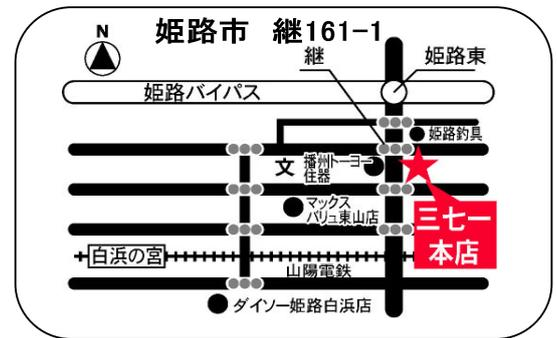 姫路市 継161-1
N
継
姫路東
姫路バイパス
姫路釣具
文
播州トーヨー
住器
マックス
バリュ東山店
三七一
本店
白浜の宮
山陽電鉄
ダイソー姫路白浜店